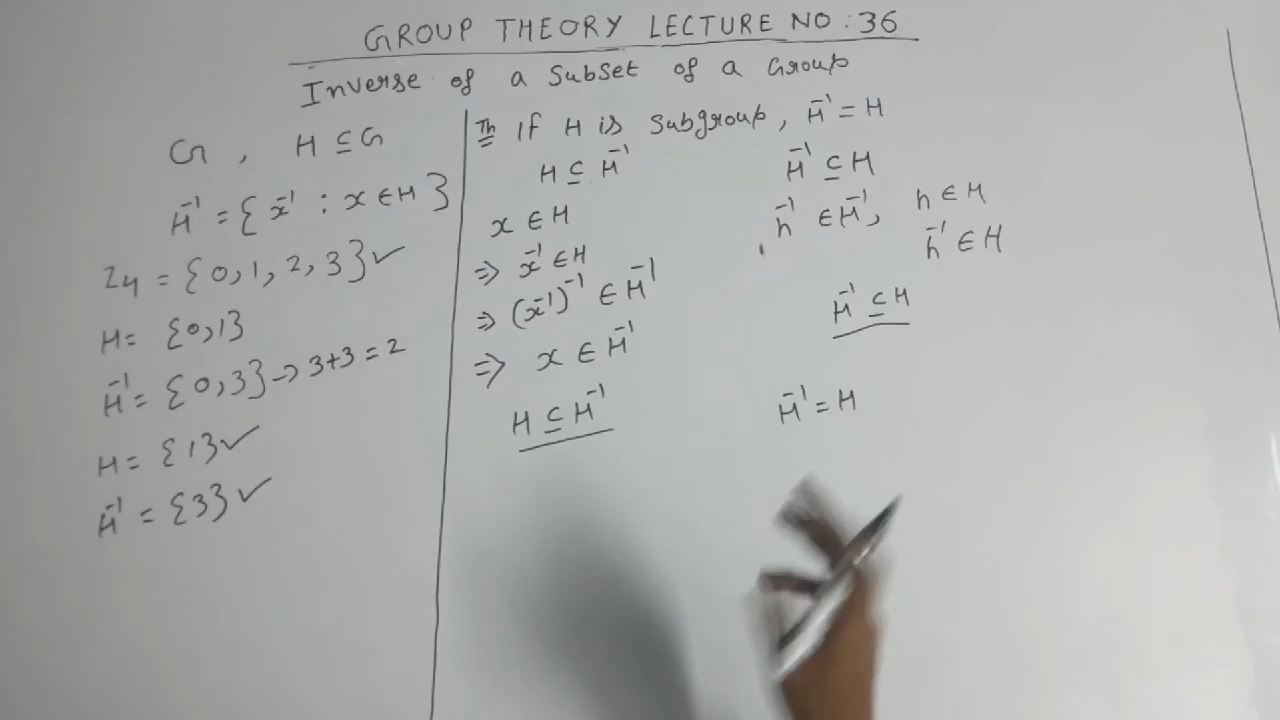 GROUP THEORY LECTURE NO: 36
Inverse of a Subset of a Group
G , H ⊆ G
H⁻¹ = { x⁻¹ : x ∈ H }
Z4 = {0, 1, 2, 3} ✓
H = {0,1}
H⁻¹ = {0, 3} → 3+3 = 2
H = {1} ✓
H⁻¹ = {3} ✓
Th If H is Subgroup, H⁻¹ = H
H ⊆ H⁻¹
x ∈ H
⇒ x⁻¹ ∈ H
⇒ (x⁻¹)⁻¹ ∈ H⁻¹
⇒ x ∈ H⁻¹
H ⊆ H⁻¹
H⁻¹ ⊆ H
h⁻¹ ∈ H⁻¹, h ∈ H
h⁻¹ ∈ H
H⁻¹ ⊆ H
H⁻¹ = H